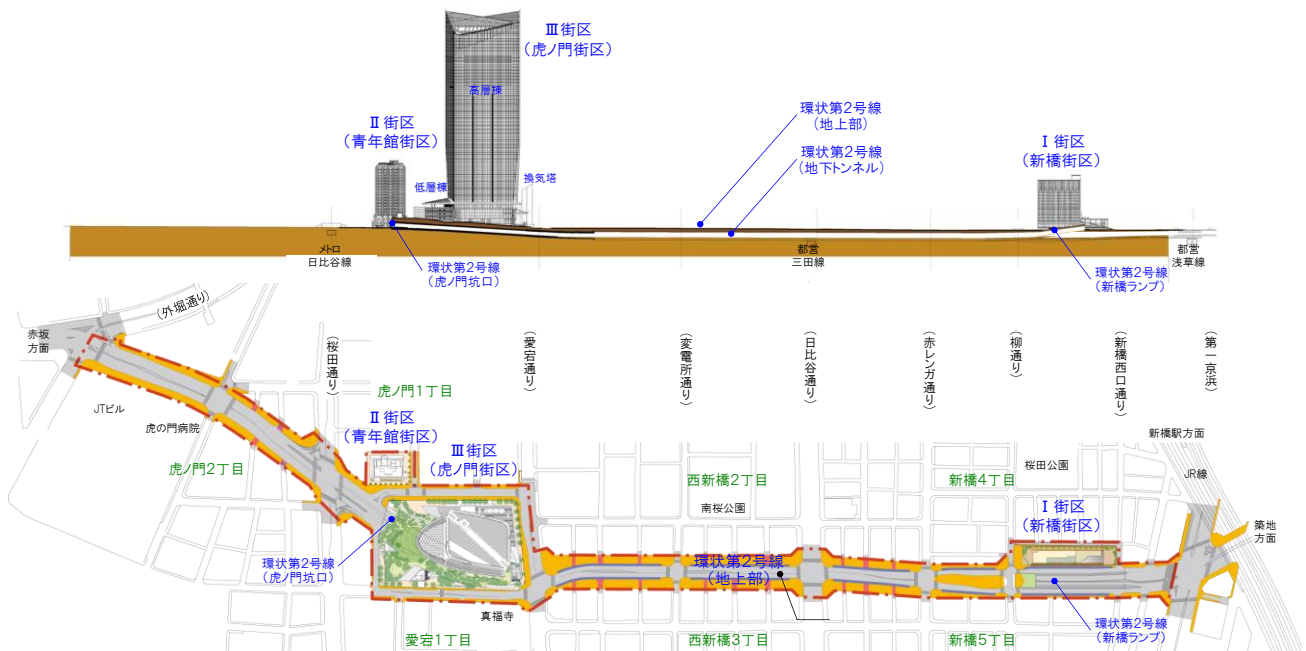 Ⅲ街区
（虎ノ門街区）
高層棟
Ⅱ街区
（青年館街区）
低層棟
換気塔
環状第2号線
（地上部）
環状第2号線
（地下トンネル）
Ⅰ街区
（新橋街区）
メトロ
日比谷線
環状第2号線
（虎ノ門坑口）
都営
三田線
環状第2号線
（新橋ランプ）
都営
浅草線
（外堀通り）
赤坂
方面
（桜田通り）
（愛宕通り）
（変電所通り）
（日比谷通り）
（赤レンガ通り）
（柳通り）
（新橋西口通り）
（第一京浜）
虎ノ門1丁目
JTビル
虎の門病院
虎ノ門2丁目
Ⅱ街区
（青年館街区）
Ⅲ街区
（虎ノ門街区）
西新橋2丁目
南桜公園
新橋4丁目
桜田公園
新橋駅方面
JR線
Ⅰ街区
（新橋街区）
築地
方面
環状第2号線
（虎ノ門坑口）
環状第2号線
（地上部）
真福寺
愛宕1丁目
西新橋3丁目
新橋5丁目
環状第2号線
（新橋ランプ）